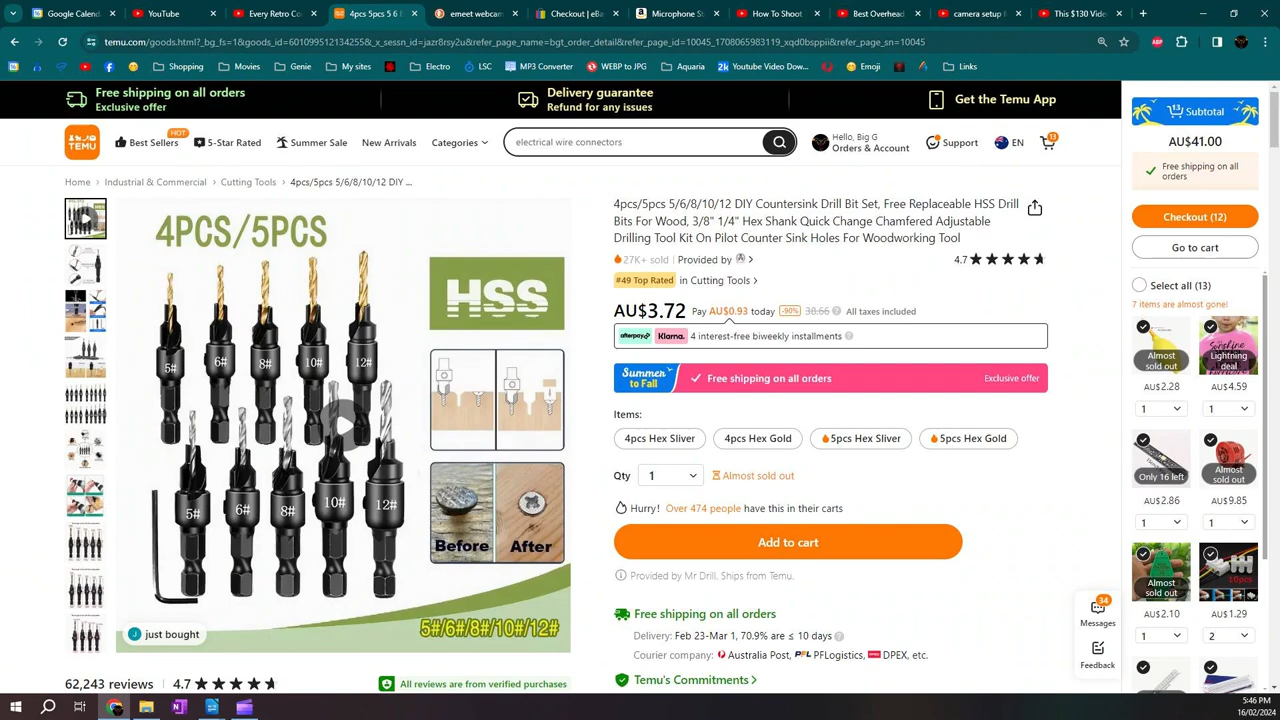 Google Calenda
YouTube
Every Retro Co
4pcs 5pcs 5 6 8
emeet webcam
Checkout | eBa
Microphone St
How To Shoot
Best Overhead
camera setup f
This $130 Vide
temu.com/goods.html?_bg_fs=1&goods_id=601099512134255&_x_sessn_id=jazr8rsy2u&refer_page_name=bgt_order_detail&refer_page_id=10045_1708065983119_xqd0bsppii&refer_page_sn=10045
Shopping
Movies
Genie
My sites
Electro
LSC
MP3 Converter
WEBP to JPG
Aquaria
Youtube Video Dow...
Emoji
Links
Free shipping on all orders
Exclusive offer
Delivery guarantee
Refund for any issues
Get the Temu App
TEMU
Best Sellers
HOT
5-Star Rated
Summer Sale
New Arrivals
Categories
electrical wire connectors
Hello, Big G
Orders & Account
Support
EN
13
Home > Industrial & Commercial > Cutting Tools > 4pcs/5pcs 5/6/8/10/12 DIY ...
4PCS/5PCS
HSS
5# 6# 8# 10# 12#
5# 6# 8# 10# 12#
Before
After
5#/6#/8#/10#/12#
J just bought
62,243 reviews
4.7
All reviews are from verified purchases
4pcs/5pcs 5/6/8/10/12 DIY Countersink Drill Bit Set, Free Replaceable HSS Drill
Bits For Wood, 3/8" 1/4" Hex Shank Quick Change Chamfered Adjustable
Drilling Tool Kit On Pilot Counter Sink Holes For Woodworking Tool
27K+ sold | Provided by
4.7
#49 Top Rated in Cutting Tools >
AU$3.72 Pay AU$0.93 today -90% 38.66 All taxes included
afterpay Klarna. 4 interest-free biweekly installments
Summer to Fall
Free shipping on all orders
Exclusive offer
Items:
4pcs Hex Sliver
4pcs Hex Gold
5pcs Hex Sliver
5pcs Hex Gold
Qty 1
Almost sold out
Hurry! Over 474 people have this in their carts
Add to cart
Provided by Mr Drill, Ships from Temu.
Free shipping on all orders
Delivery: Feb 23-Mar 1, 70.9% are ≤ 10 days
Courier company: Australia Post, PFL PFLogistics, DPEX, etc.
Temu's Commitments >
34
Messages
Feedback
13
Subtotal
AU$41.00
Free shipping on all
orders
Checkout (12)
Go to cart
Select all (13)
7 items are almost gone!
Almost
sold out
Lightning
deal
AU$2.28
AU$4.59
1
1
Only 16 left
Almost
sold out
AU$2.86
AU$9.85
1
1
Almost
sold out
10pcs
AU$2.10
AU$1.29
1
2
5:46 PM
16/02/2024